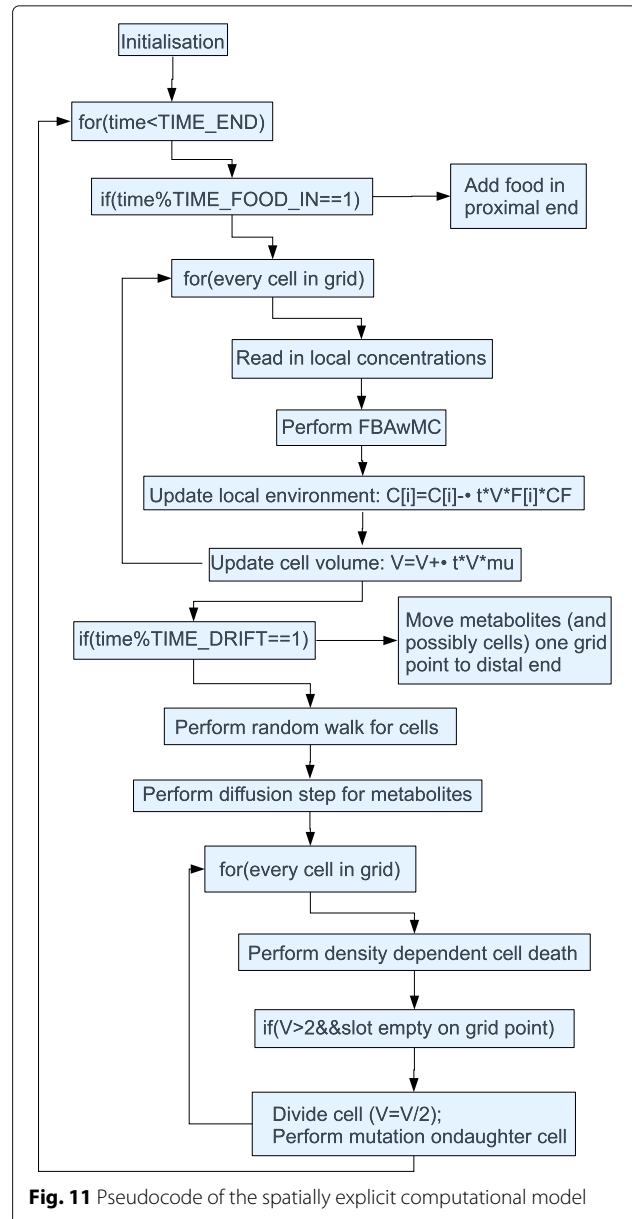 Initialisation
for(time<TIME_END)
if(time%TIME_FOOD_IN==1)
Add food in
proximal end
for(every cell in grid)
Read in local concentrations
Perform FBAwMC
Update local environment: C[i]=C[i]-• t*V*F[i]*CF
Update cell volume: V=V+• t*V*mu
if(time%TIME_DRIFT==1)
Move metabolites (and
possibly cells) one grid
point to distal end
Perform random walk for cells
Perform diffusion step for metabolites
for(every cell in grid)
Perform density dependent cell death
if(V>2&&slot empty on grid point)
Divide cell (V=V/2);
Perform mutation ondaughter cell
Fig. 11 Pseudocode of the spatially explicit computational model